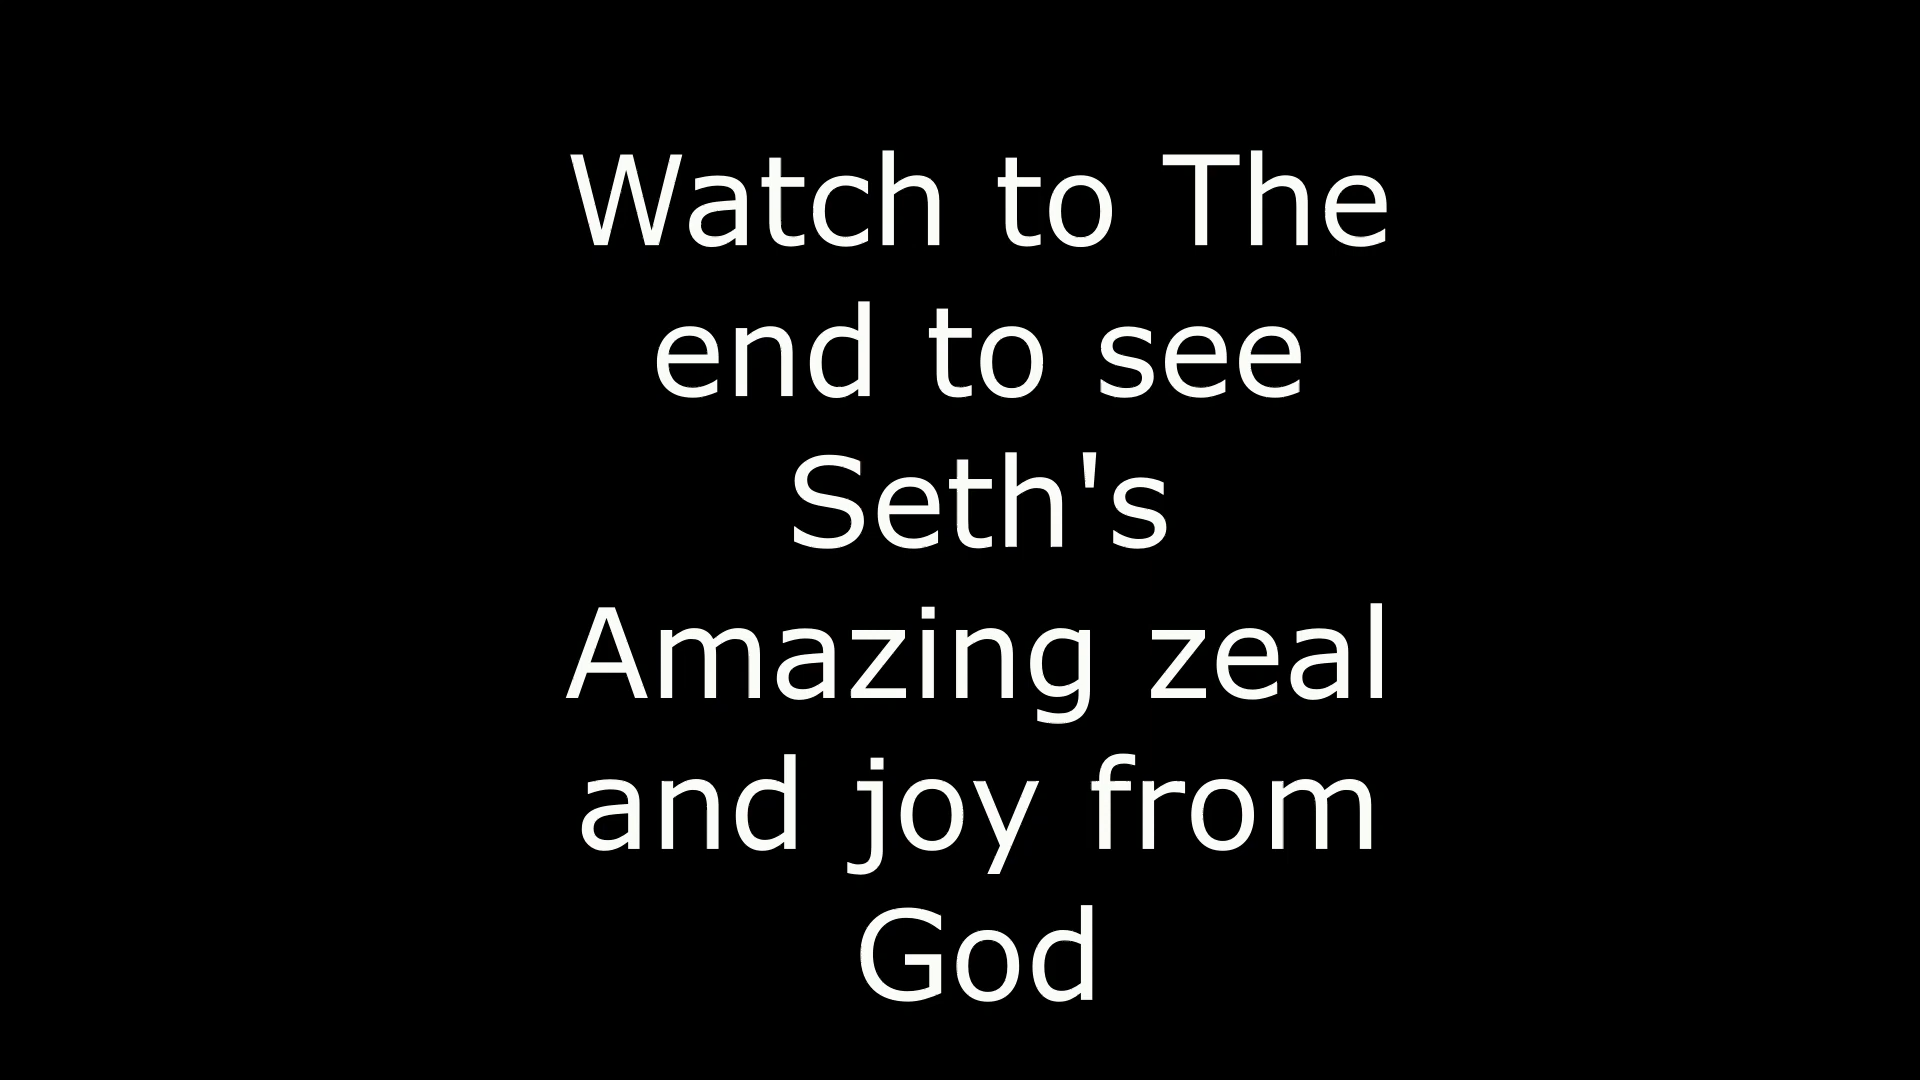 Watch to The
end to see
Seth's
Amazing zeal
and joy from
God